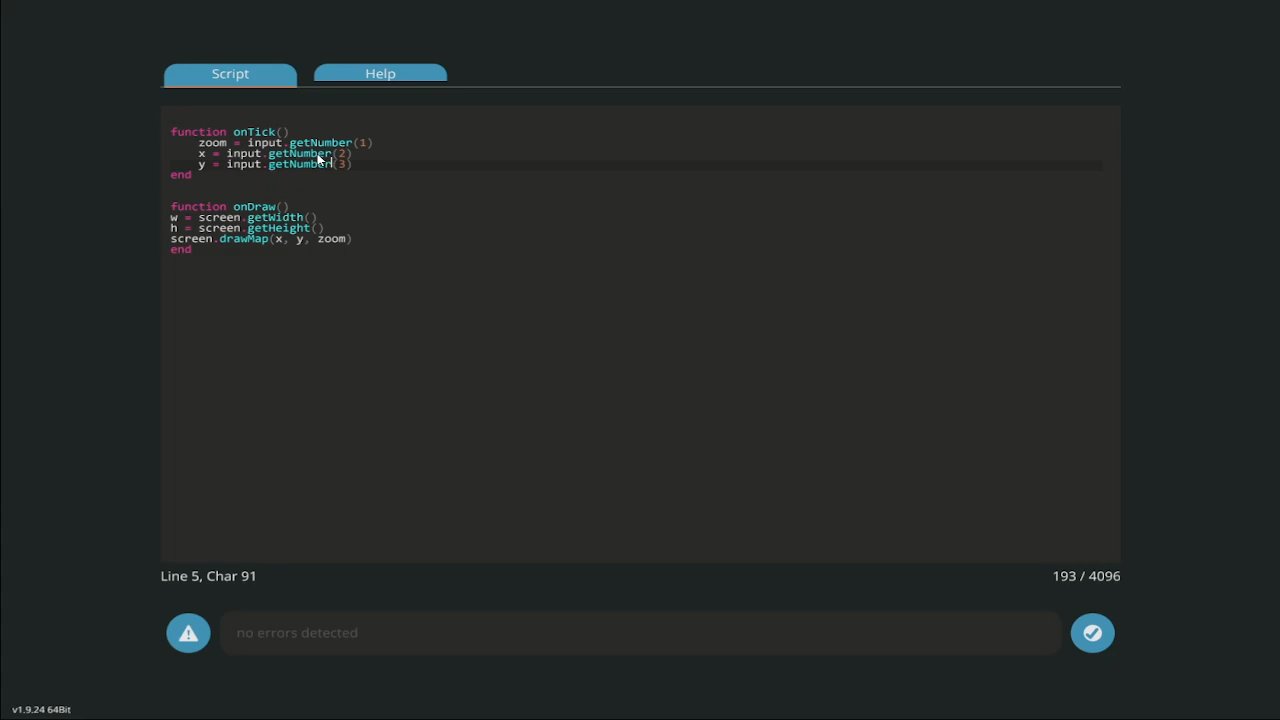 Script
Help
function onTick()
    zoom = input.getNumber(1)
    x = input.getNumber(2)
    y = input.getNumber(3)
end
function onDraw()
w = screen.getWidth()
h = screen.getHeight()
screen.drawMap(x, y, zoom)
end
Line 5, Char 91
193 / 4096
no errors detected
v1.9.24 64Bit